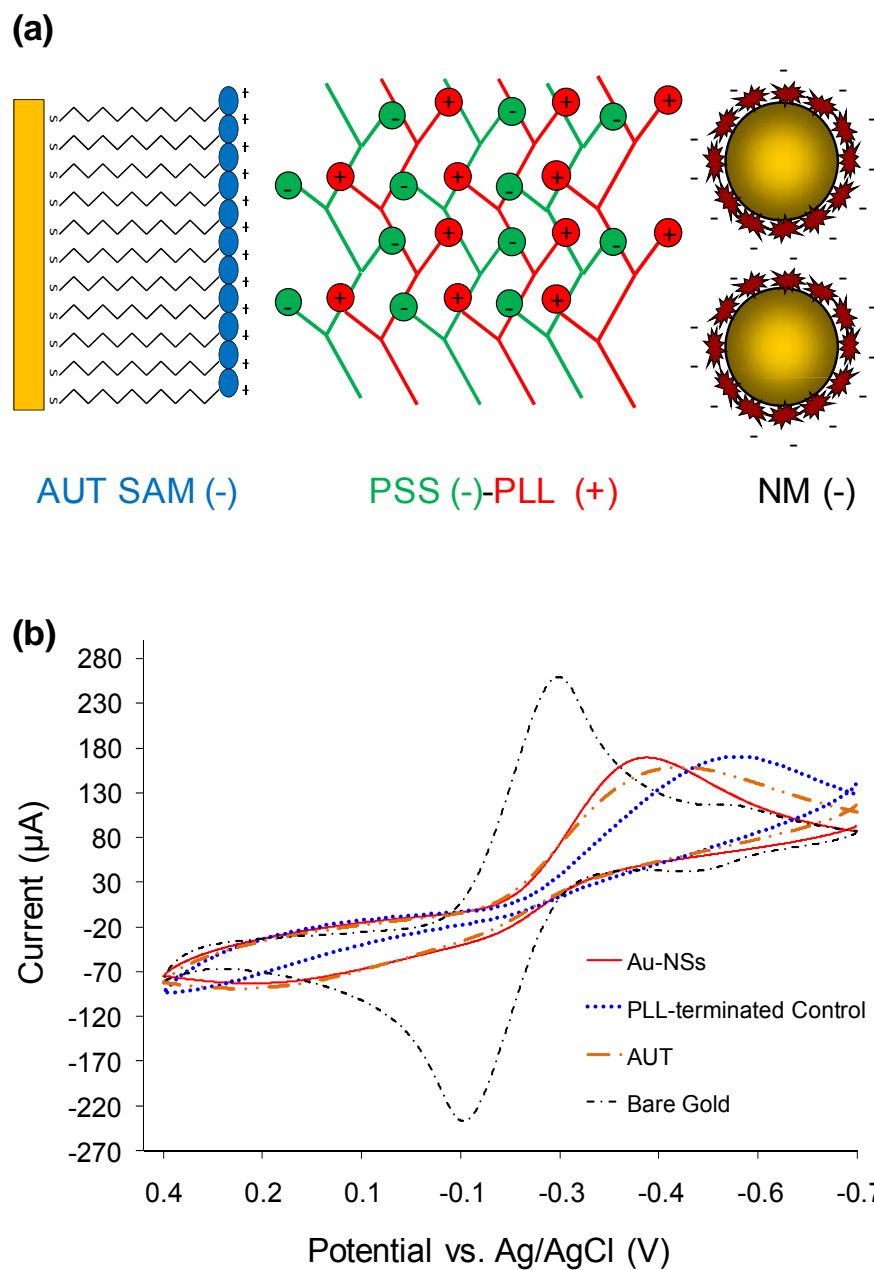 (a)
s
s
s
s
s
s
s
s
s
s
s
+
+
+
+
+
+
+
+
+
+
+
- + - + - +
- + - + - +
- + - + - +
- + - + - +
AUT SAM (-) PSS (-)-PLL (+) NM (-)
(b)
280
230
180
130
80
30
-20
-70
-120
-170
-220
-270
Current (µA)
Au-NSs
PLL-terminated Control
AUT
Bare Gold
0.4 0.2 0.1 -0.1 -0.3 -0.4 -0.6 -0.7
Potential vs. Ag/AgCl (V)